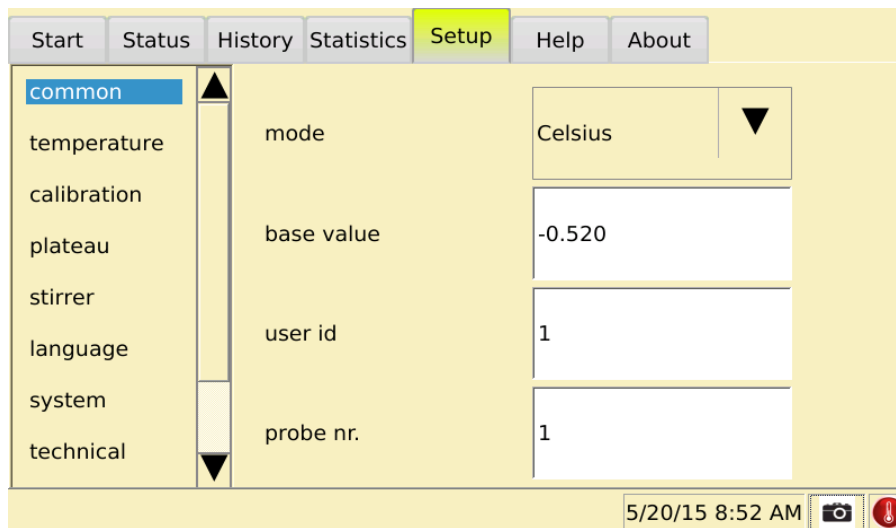 Start Status History Statistics Setup Help About
common
temperature
calibration
plateau
stirrer
language
system
technical
mode Celsius
base value -0.520
user id 1
probe nr. 1
5/20/15 8:52 AM